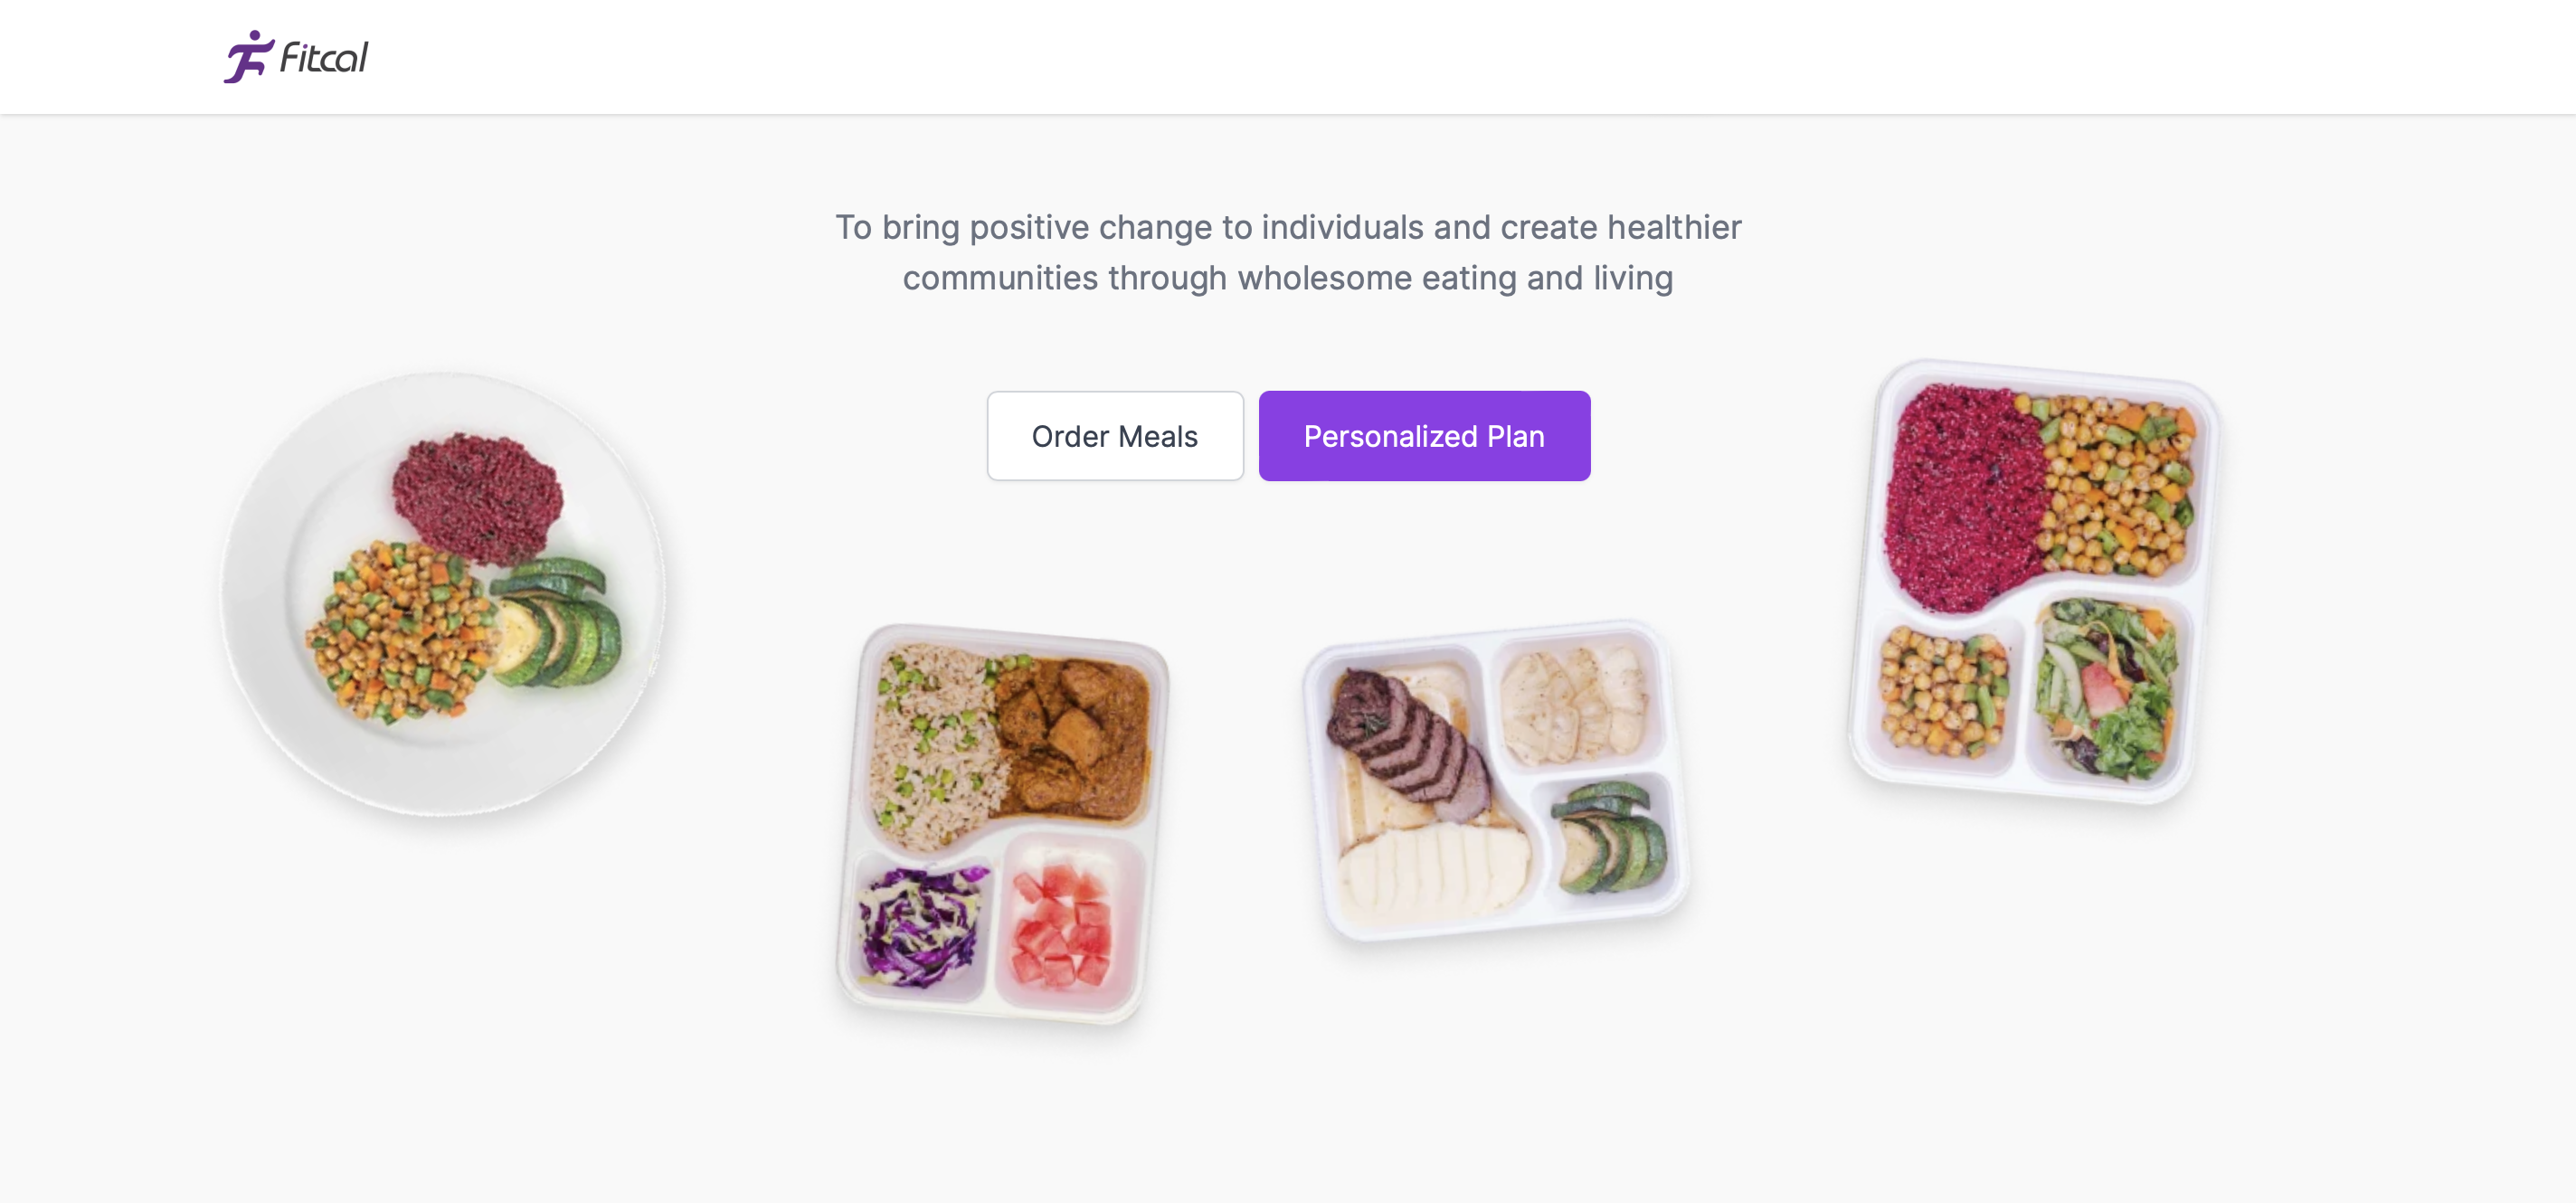 Fitcal
To bring positive change to individuals and create healthier
communities through wholesome eating and living
Order Meals
Personalized Plan